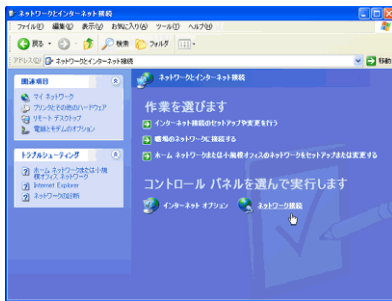 ネットワークとインターネット接続
ファイル(F) 編集(E) 表示(V) お気に入り(A) ツール(T) ヘルプ(H)
戻る 検索 フォルダ
アドレス(D) ネットワークとインターネット接続 移動
関連項目
マイ ネットワーク
プリンタとその他のハードウェア
リモート デスクトップ
電話とモデムのオプション
トラブルシューティング
ホーム ネットワークまたは小規
模オフィス ネットワーク
Internet Explorer
ネットワークの診断
ネットワークとインターネット接続
作業を選びます
インターネット接続のセットアップや変更を行う
職場のネットワークに接続する
ホーム ネットワークまたは小規模オフィスのネットワークをセットアップまたは変更する
コントロール パネルを選んで実行します
インターネット オプション ネットワーク接続